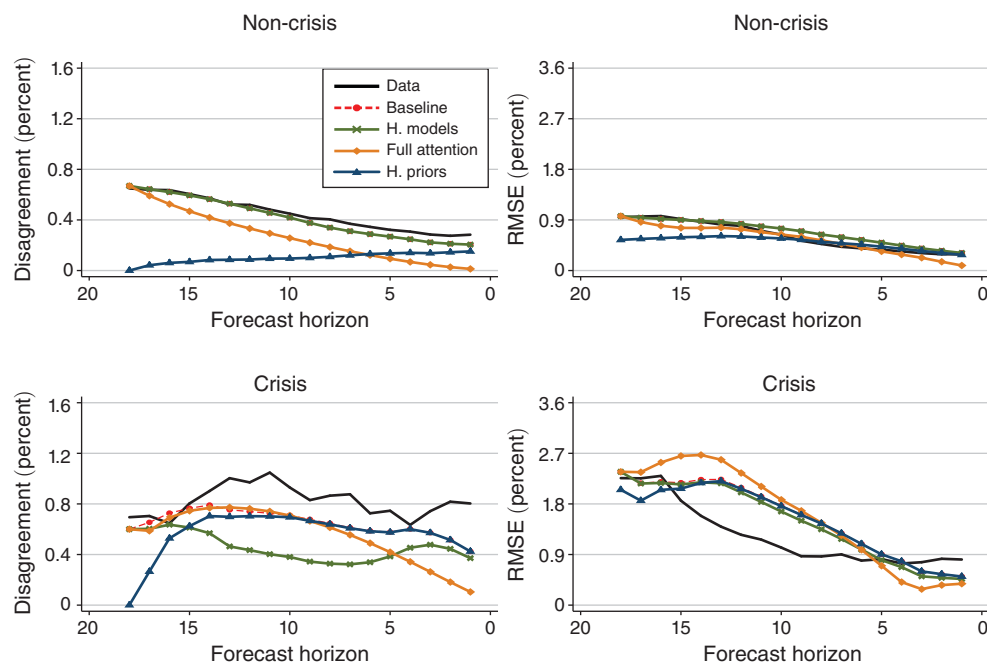 Non-crisis
Disagreement (percent)
1.6
1.2
0.8
0.4
0
20
15
10
5
0
Forecast horizon
Data
Baseline
H. models
Full attention
H. priors
Non-crisis
RMSE (percent)
3.6
2.7
1.8
0.9
0
20
15
10
5
0
Forecast horizon
Crisis
Disagreement (percent)
1.6
1.2
0.8
0.4
0
20
15
10
5
0
Forecast horizon
Crisis
RMSE (percent)
3.6
2.7
1.8
0.9
0
20
15
10
5
0
Forecast horizon